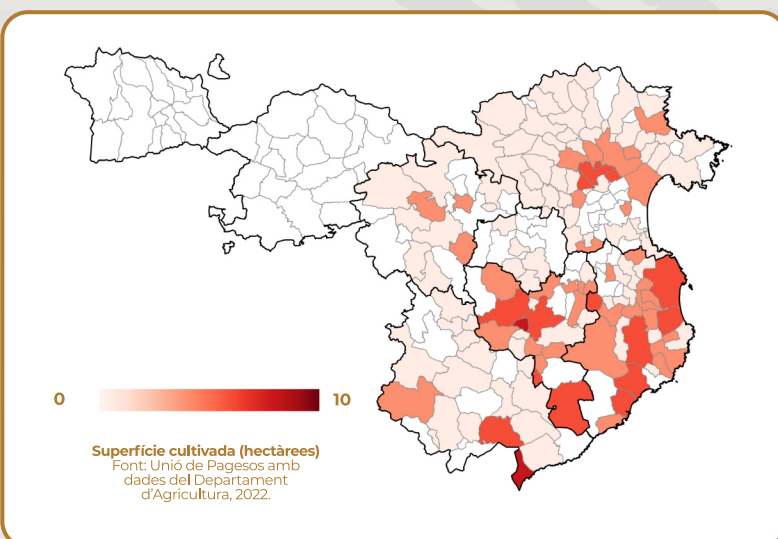 0
10
Superfície cultivada (hectàrees)
Font: Unió de Pagesos amb
dades del Departament
d'Agricultura, 2022.